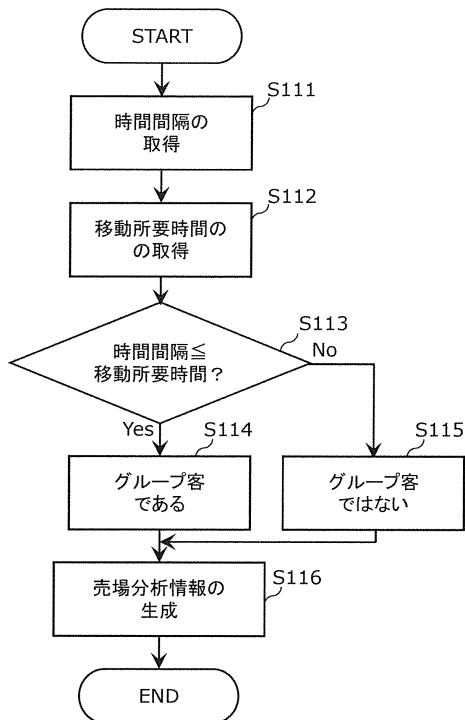 START
S111
時間間隔の
取得
S112
移動所要時間の
の取得
S113
時間間隔≦
移動所要時間？
No
Yes
S114
グループ客
である
S115
グループ客
ではない
S116
売場分析情報の
生成
END